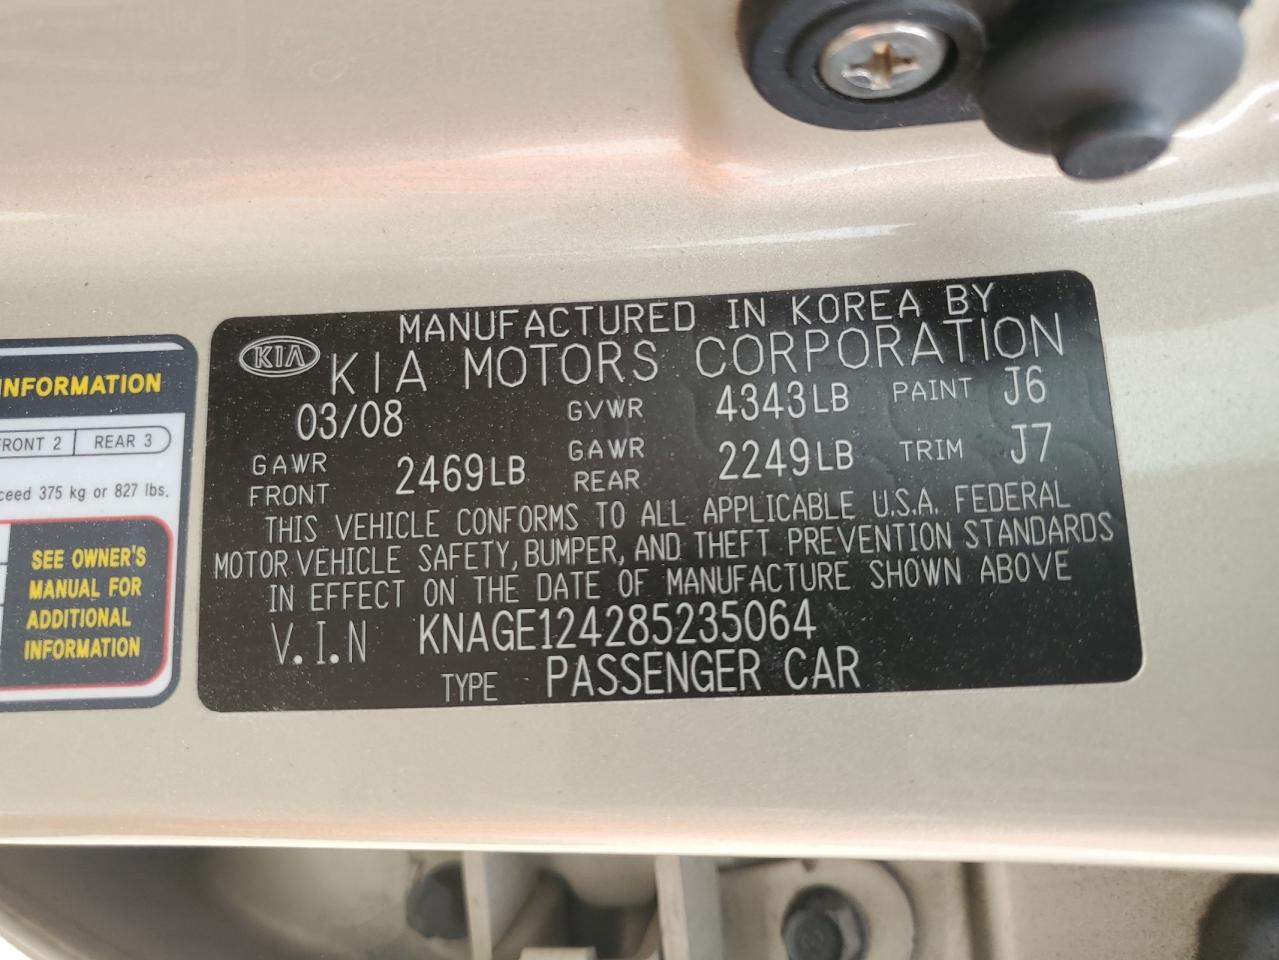 INFORMATION
FRONT 2 | REAR 3
ceed 375 kg or 827 lbs.
SEE OWNER'S
MANUAL FOR
ADDITIONAL
INFORMATION
MANUFACTURED IN KOREA BY
KIA KIA MOTORS CORPORATION
03/08 GVWR 4343LB PAINT J6
GAWR FRONT 2469LB GAWR REAR 2249LB TRIM J7
THIS VEHICLE CONFORMS TO ALL APPLICABLE U.S.A. FEDERAL
MOTOR VEHICLE SAFETY, BUMPER, AND THEFT PREVENTION STANDARDS
IN EFFECT ON THE DATE OF MANUFACTURE SHOWN ABOVE
V.I.N KNAGE124285235064
TYPE PASSENGER CAR